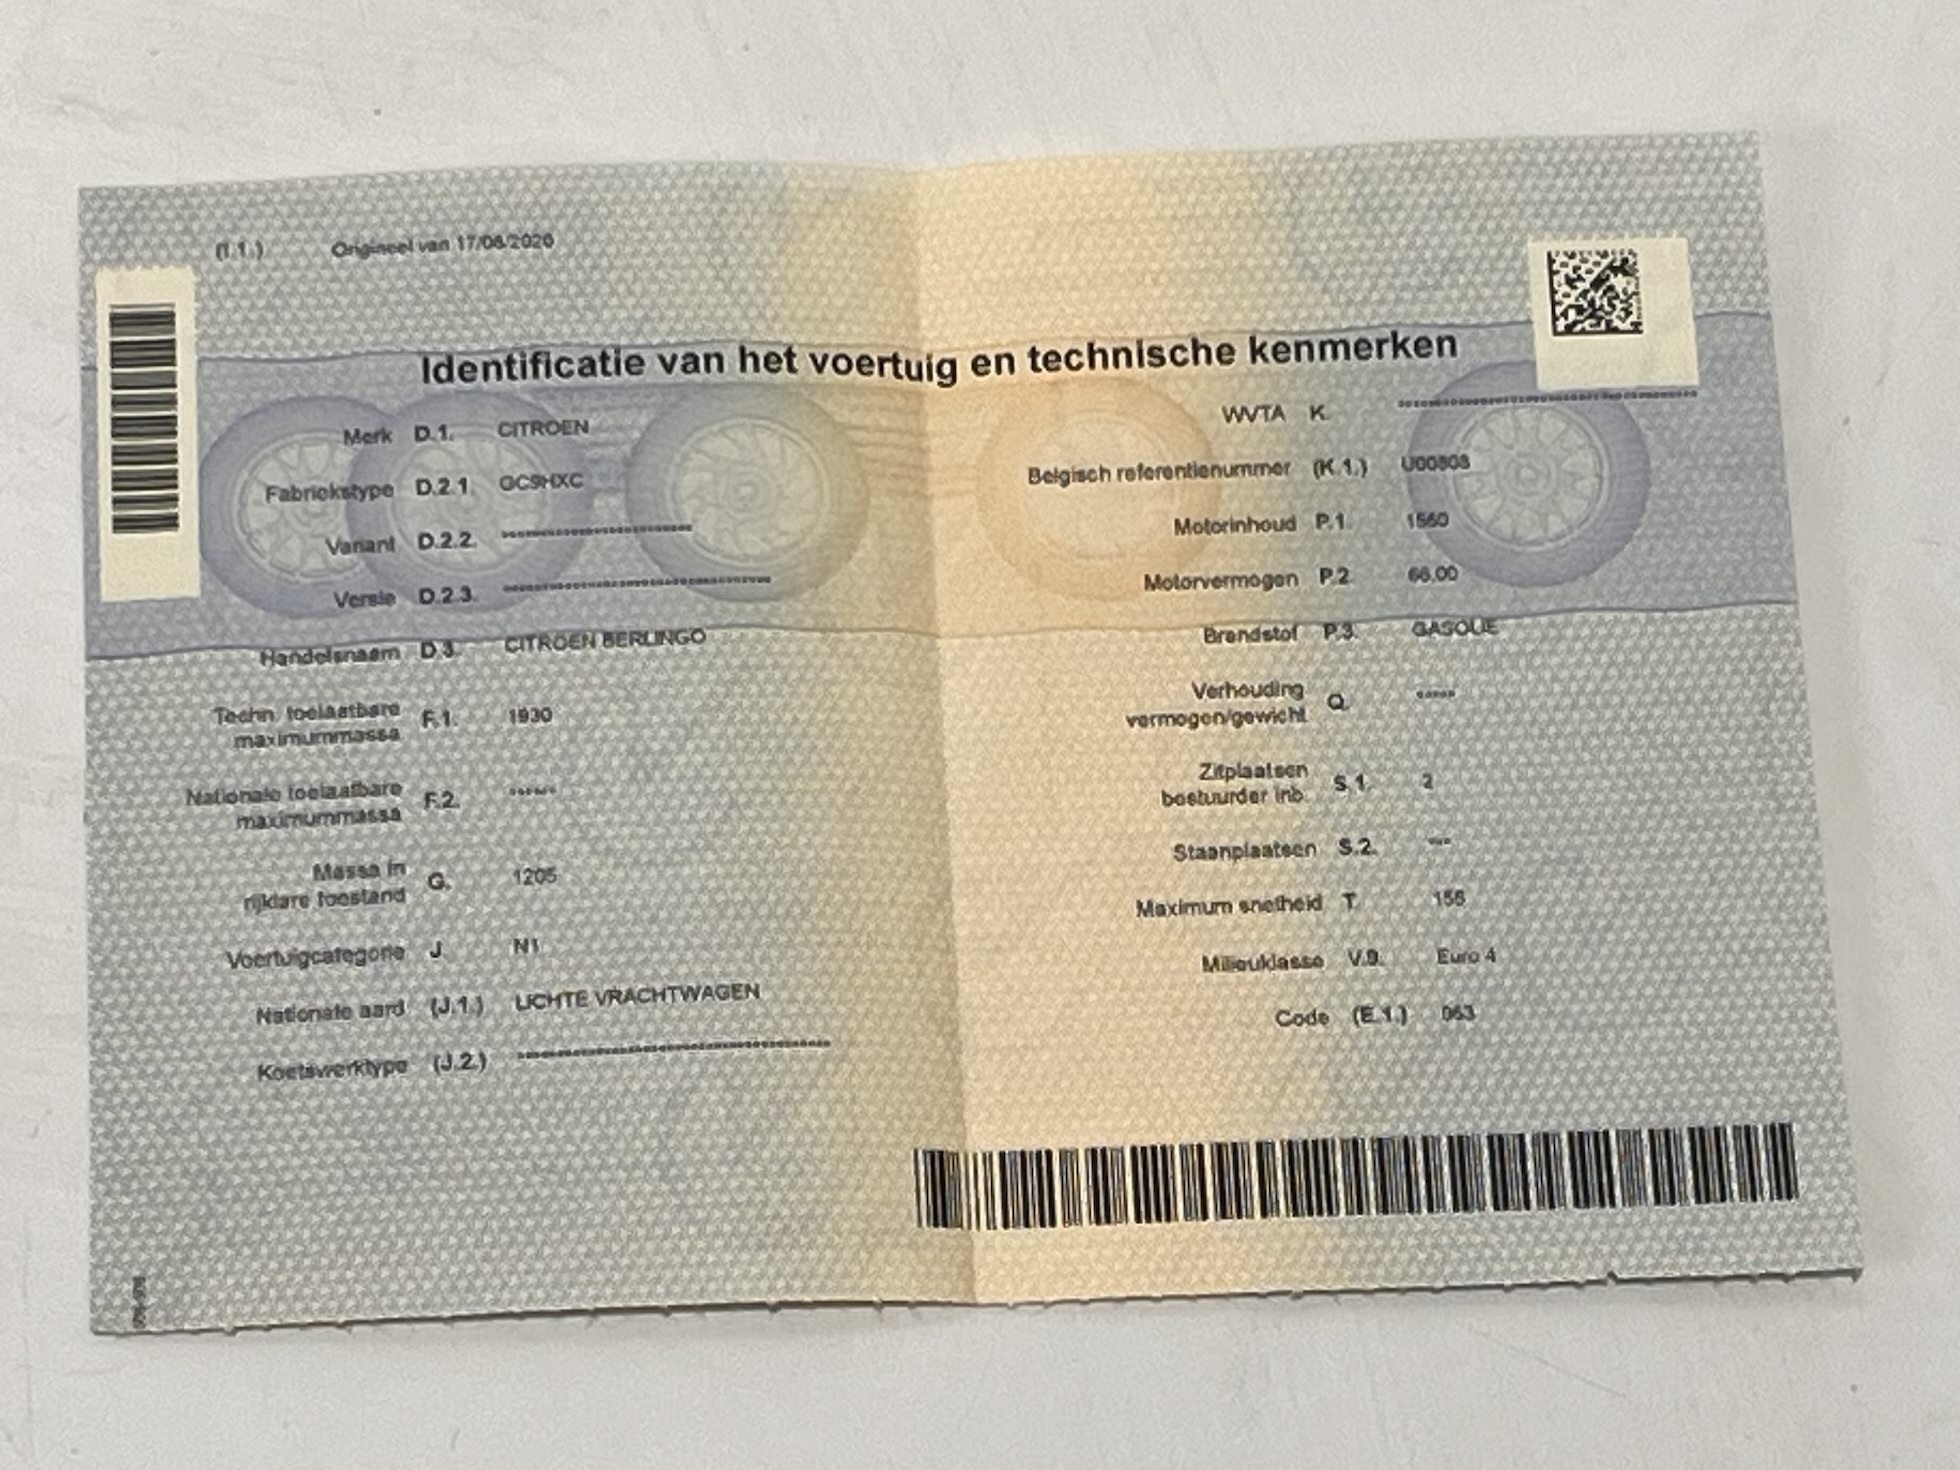 (I.1.) Origineel van 17/06/2020
Identificatie van het voertuig en technische kenmerken
Merk D.1. CITROEN
Fabriekstype D.2.1. GC9HXC
Variant D.2.2. ********************
Versie D.2.3. ****************************
Handelsnaam D.3. CITROEN BERLINGO
Techn. toelaatbare
maximummassa F.1. 1930
Nationale toelaatbare
maximummassa F.2. ******
Massa in
rijklare toestand G. 1205
Voertuigcategorie J. N1
Nationale aard (J.1.) LICHTE VRACHTWAGEN
Koetswerktype (J.2.) *********************************
WVTA K. ********************************
Belgisch referentienummer (K.1.)
Motorinhoud P.1. 1560
Motorvermogen P.2. 66.00
Brandstof P.3. GASOLIE
Verhouding
vermogen/gewicht Q. *****
Zitplaatsen
bestuurder inb. S.1. 2
Staanplaatsen S.2. ***
Maximum snelheid T.
Milieuklasse V.9. Euro 4
Code (E.1.) 063